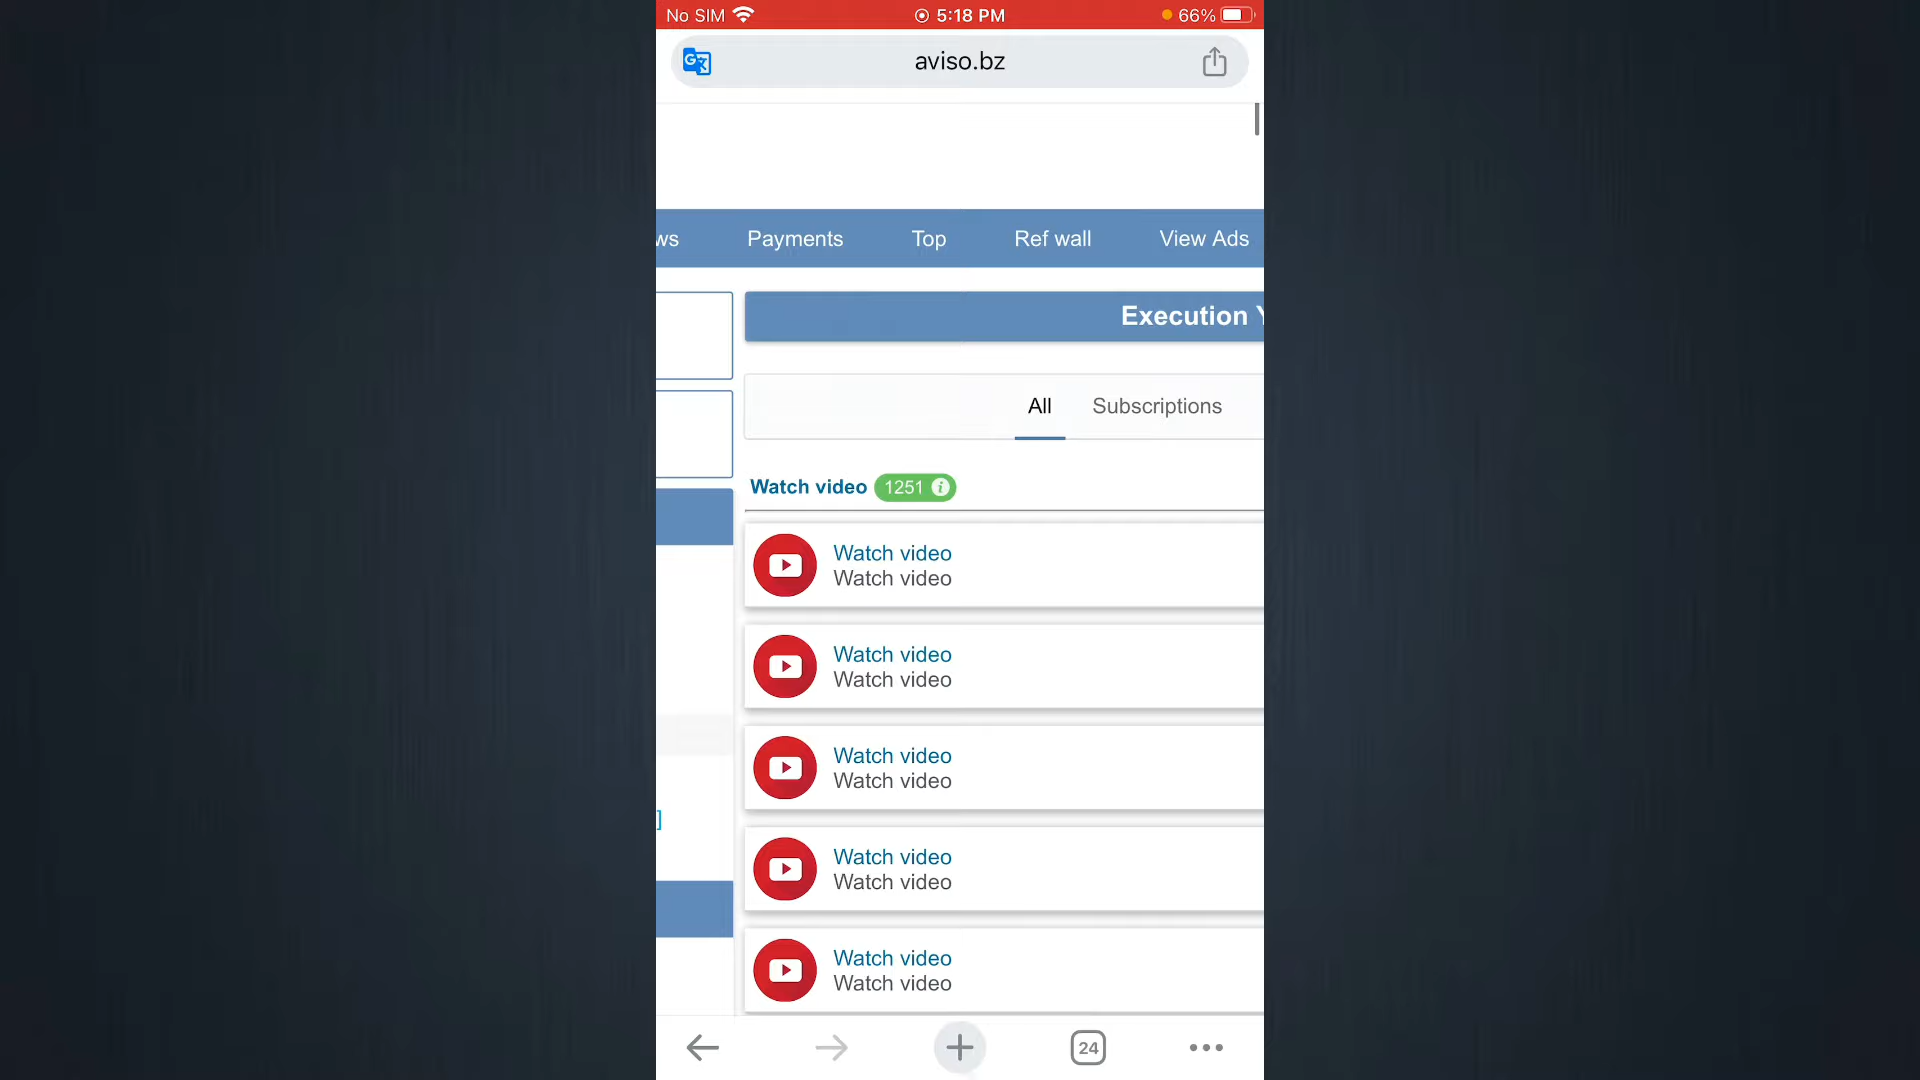 No SIM 5:18 PM 66%
aviso.bz
ws Payments Top Ref wall View Ads
Execution Y
All Subscriptions
Watch video 1251 i
Watch video
Watch video
Watch video
Watch video
Watch video
Watch video
]
Watch video
Watch video
Watch video
Watch video
24